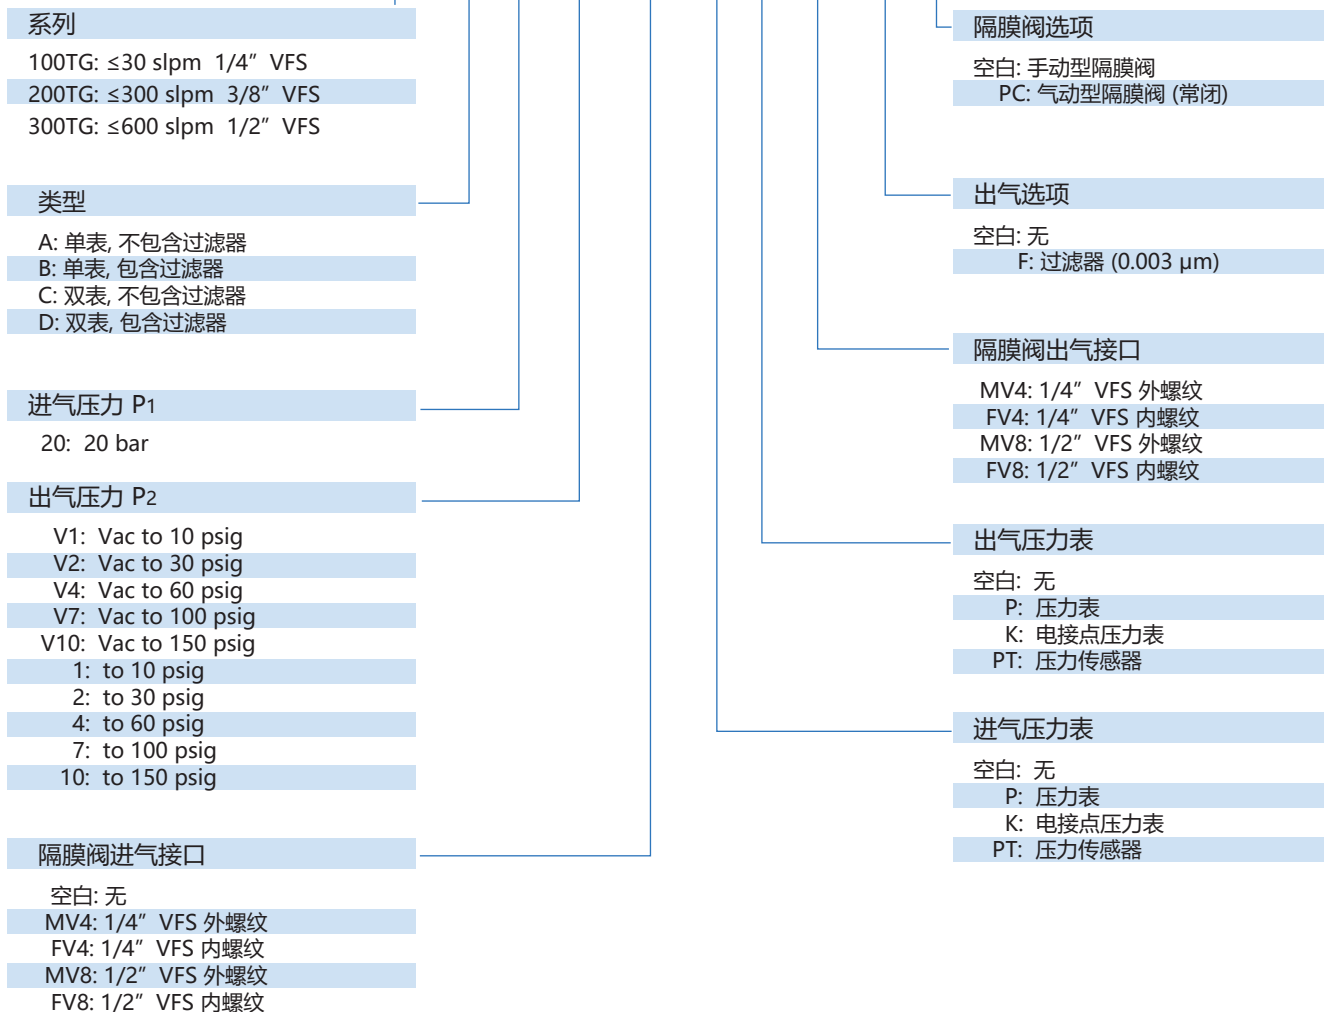 系列
100TG: ≤30 slpm 1/4” VFS
200TG: ≤300 slpm 3/8” VFS
300TG: ≤600 slpm 1/2” VFS
类型
A: 单表, 不包含过滤器
B: 单表, 包含过滤器
C: 双表, 不包含过滤器
D: 双表, 包含过滤器
进气压力 P1
20: 20 bar
出气压力 P2
V1: Vac to 10 psig
V2: Vac to 30 psig
V4: Vac to 60 psig
V7: Vac to 100 psig
V10: Vac to 150 psig
1: to 10 psig
2: to 30 psig
4: to 60 psig
7: to 100 psig
10: to 150 psig
隔膜阀进气接口
空白: 无
MV4: 1/4” VFS 外螺纹
FV4: 1/4” VFS 内螺纹
MV8: 1/2” VFS 外螺纹
FV8: 1/2” VFS 内螺纹
隔膜阀选项
空白: 手动型隔膜阀
PC: 气动型隔膜阀 (常闭)
出气选项
空白: 无
F: 过滤器 (0.003 μm)
隔膜阀出气接口
MV4: 1/4” VFS 外螺纹
FV4: 1/4” VFS 内螺纹
MV8: 1/2” VFS 外螺纹
FV8: 1/2” VFS 内螺纹
出气压力表
空白: 无
P: 压力表
K: 电接点压力表
PT: 压力传感器
进气压力表
空白: 无
P: 压力表
K: 电接点压力表
PT: 压力传感器